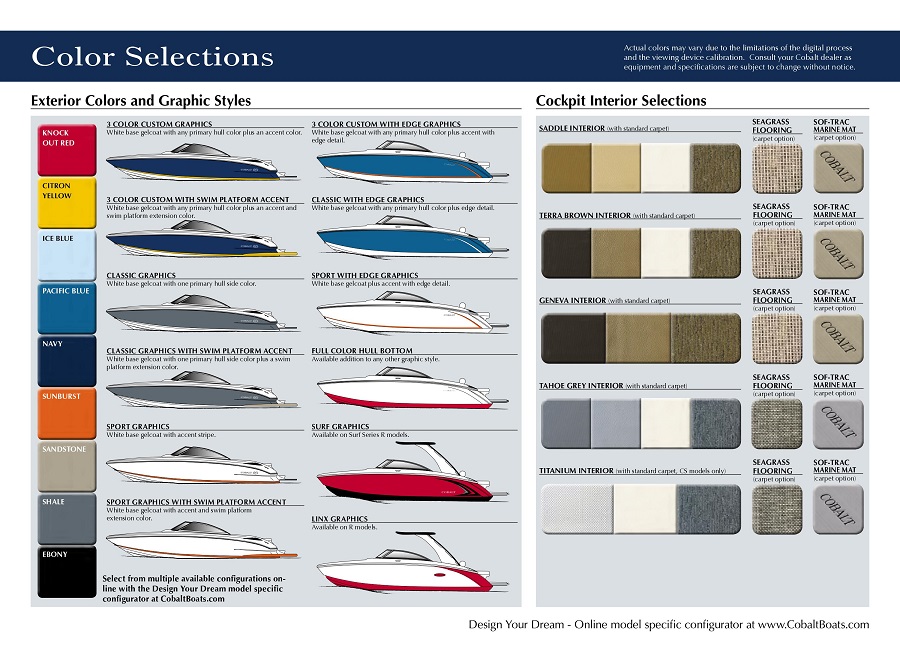 Color Selections
Actual colors may vary due to the limitations of the digital process
and the viewing device calibration. Consult your Cobalt dealer as
equipment and specifications are subject to change without notice.
Exterior Colors and Graphic Styles
KNOCK
OUT RED
CITRON
YELLOW
ICE BLUE
PACIFIC BLUE
NAVY
SUNBURST
SANDSTONE
SHALE
EBONY
3 COLOR CUSTOM GRAPHICS
White base gelcoat with any primary hull color plus an accent color.
3 COLOR CUSTOM WITH SWIM PLATFORM ACCENT
White base gelcoat with any primary hull color plus an accent and
swim platform extension color.
CLASSIC GRAPHICS
White base gelcoat with one primary hull side color.
CLASSIC GRAPHICS WITH SWIM PLATFORM ACCENT
White base gelcoat with one primary hull side color plus a swim
platform extension color.
SPORT GRAPHICS
White base gelcoat with accent stripe.
SPORT GRAPHICS WITH SWIM PLATFORM ACCENT
White base gelcoat with accent and swim platform
extension color.
Select from multiple available configurations on-
line with the Design Your Dream model specific
configurator at CobaltBoats.com
3 COLOR CUSTOM WITH EDGE GRAPHICS
White base gelcoat with any primary hull color plus accent with
edge detail.
CLASSIC WITH EDGE GRAPHICS
White base gelcoat with any primary hull color plus edge detail.
SPORT WITH EDGE GRAPHICS
White base gelcoat plus accent with edge detail.
FULL COLOR HULL BOTTOM
Available addition to any other graphic style.
SURF GRAPHICS
Available on Surf Series R models.
LINX GRAPHICS
Available on R models.
Cockpit Interior Selections
SADDLE INTERIOR (with standard carpet)
SEAGRASS
FLOORING
(carpet option)
SOF-TRAC
MARINE MAT
(carpet option)
COBALT
TERRA BROWN INTERIOR (with standard carpet)
SEAGRASS
FLOORING
(carpet option)
SOF-TRAC
MARINE MAT
(carpet option)
COBALT
GENEVA INTERIOR (with standard carpet)
SEAGRASS
FLOORING
(carpet option)
SOF-TRAC
MARINE MAT
(carpet option)
COBALT
TAHOE GREY INTERIOR (with standard carpet)
SEAGRASS
FLOORING
(carpet option)
SOF-TRAC
MARINE MAT
(carpet option)
COBALT
TITANIUM INTERIOR (with standard carpet, CS models only)
SEAGRASS
FLOORING
(carpet option)
SOF-TRAC
MARINE MAT
(carpet option)
COBALT
Design Your Dream - Online model specific configurator at www.CobaltBoats.com